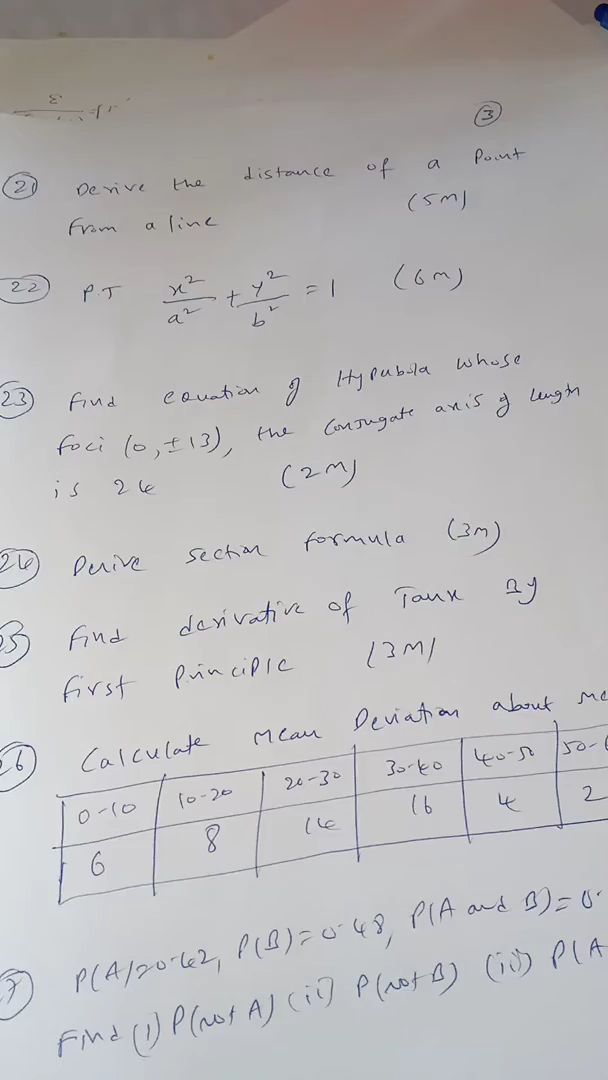 ③
㉑ Derive the distance of a Point
From a line (5M)
㉒ P.T x²/a² + y²/b² = 1 (6M)
㉓ Find equation of Hyperbola whose
foci (0, ±13), the Conjugate axis of length
is 24 (2M)
㉔ Derive section formula (3M)
Find derivative of Tanx By
first Principle (3M)
㉖ Calculate Mean Deviation about
0-10 10-20 20-30 30-40 40-50
6 8 14 16 4 2
P(A)=0.42, P(B)=0.48, P(A and B)=0.
Find (i) P(not A) (ii) P(not B) (iii) P(A